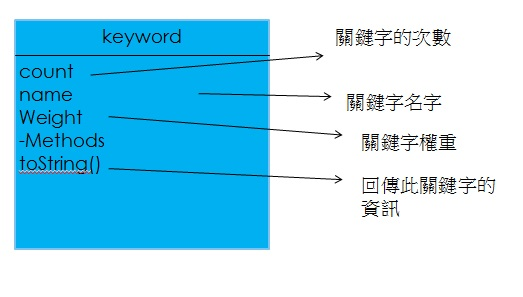 keyword
關鍵字的次數
count
name
關鍵字名字
Weight
關鍵字權重
-Methods
toString()
回傳此關鍵字的
資訊